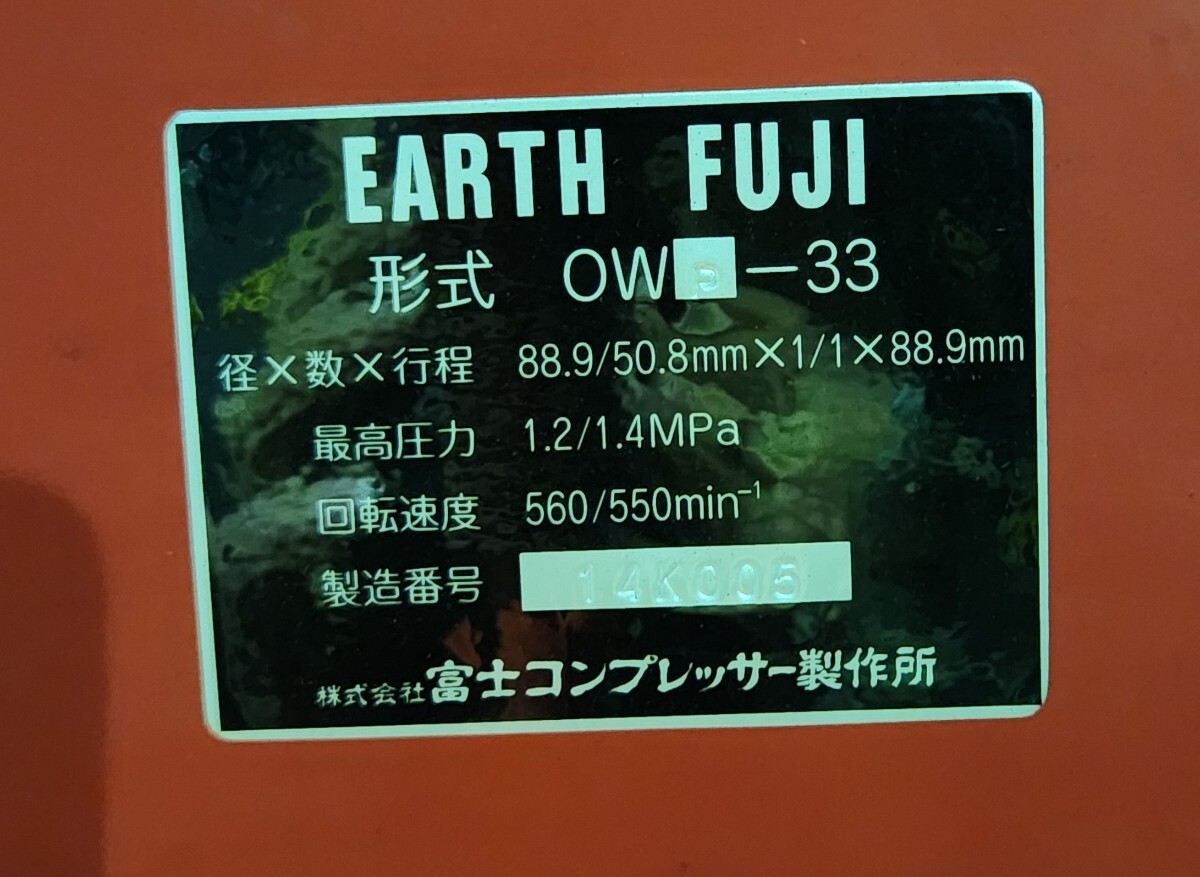 EARTH FUJI
形式 OWP-33
径×数×行程 88.9/50.8mm×1/1×88.9mm
最高圧力 1.2/1.4MPa
回転速度 560/550min⁻¹
製造番号 14K005
株式会社富士コンプレッサー製作所